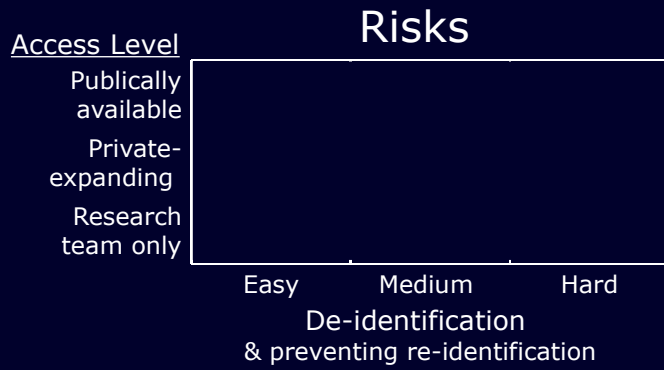 Risks
Access Level
Publically
available
Private-
expanding
Research
team only
Easy Medium Hard
De-identification
& preventing re-identification